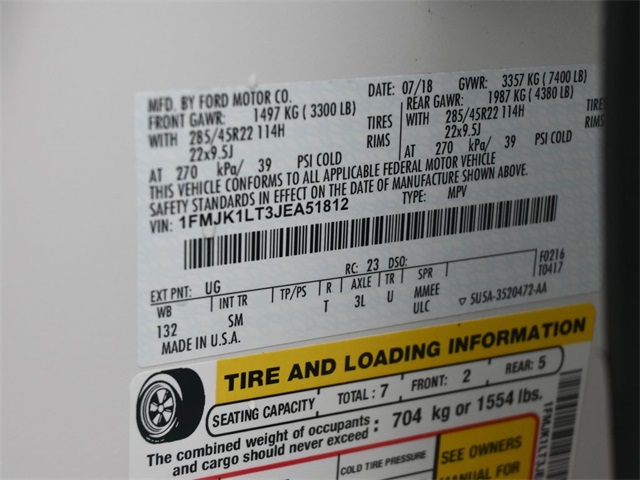 MFD. BY FORD MOTOR CO. DATE: 07/18 GVWR: 3357 KG ( 7400 LB)
FRONT GAWR: 1497 KG ( 3300 LB) REAR GAWR: 1987 KG ( 4380 LB)
WITH 285/45R22 114H TIRES WITH 285/45R22 114H TIRES
22x9.5J RIMS 22x9.5J RIMS
AT 270 kPa/ 39 PSI COLD AT 270 kPa/ 39 PSI COLD
THIS VEHICLE CONFORMS TO ALL APPLICABLE FEDERAL MOTOR VEHICLE
SAFETY STANDARDS IN EFFECT ON THE DATE OF MANUFACTURE SHOWN ABOVE.
VIN: 1FMJK1LT3JEA51812 TYPE: MPV
F0216
T0417
EXT PNT: UG RC: 23 DSO:
WB INT TR TP/PS R AXLE TR SPR
132 SM T 3L U MMEE
ULC ▽ 5U5A-3520472-AA
MADE IN U.S.A.
TIRE AND LOADING INFORMATION
SEATING CAPACITY TOTAL : 7 FRONT: 2 REAR: 5
The combined weight of occupants
and cargo should never exceed : 704 kg or 1554 lbs.
COLD TIRE PRESSURE
SEE OWNERS
MANUAL FOR